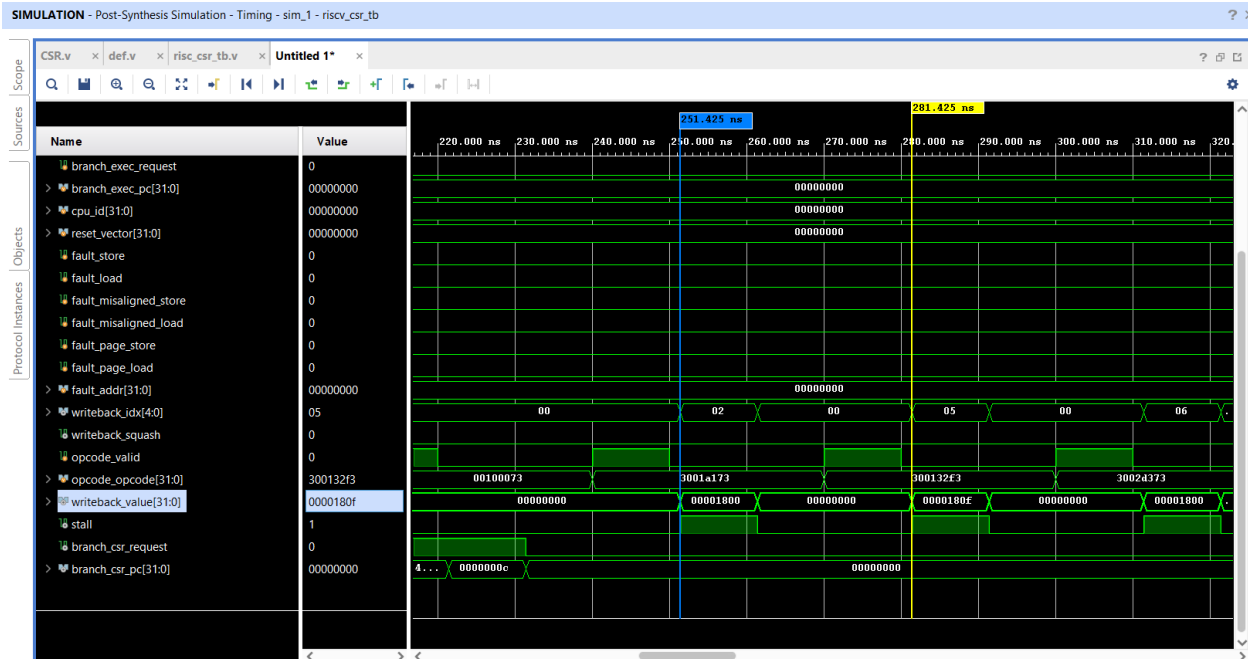 SIMULATION - Post-Synthesis Simulation - Timing - sim_1 - riscv_csr_tb
CSR.v × def.v × risc_csr_tb.v × Untitled 1* ×
Scope
Sources
Objects
Protocol Instances
251.425 ns 281.425 ns
Name Value
220.000 ns 230.000 ns 240.000 ns 250.000 ns 260.000 ns 270.000 ns 280.000 ns 290.000 ns 300.000 ns 310.000 ns 320.
branch_exec_request 0
branch_exec_pc[31:0] 00000000 00000000
cpu_id[31:0] 00000000 00000000
reset_vector[31:0] 00000000 00000000
fault_store 0
fault_load 0
fault_misaligned_store 0
fault_misaligned_load 0
fault_page_store 0
fault_page_load 0
fault_addr[31:0] 00000000 00000000
writeback_idx[4:0] 05 00 02 00 05 00 06 .
writeback_squash 0
opcode_valid 0
opcode_opcode[31:0] 300132f3 00100073 3001a173 300132f3 3002d373
writeback_value[31:0] 0000180f 00000000 00001800 00000000 0000180f 00000000 00001800 .
stall 1
branch_csr_request 0
branch_csr_pc[31:0] 00000000 4... 0000000c 00000000